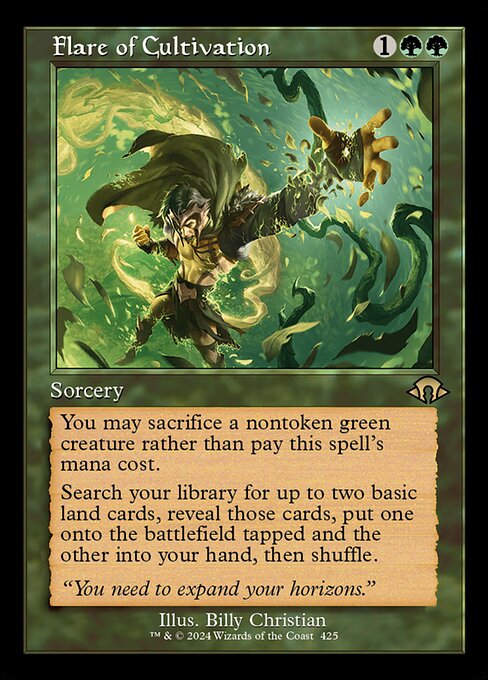 Flare of Cultivation 1
Sorcery
You may sacrifice a nontoken green
creature rather than pay this spell's
mana cost.
Search your library for up to two basic
land cards, reveal those cards, put one
onto the battlefield tapped and the
other into your hand, then shuffle.
"You need to expand your horizons."
Illus. Billy Christian
™ & © 2024 Wizards of the Coast 425